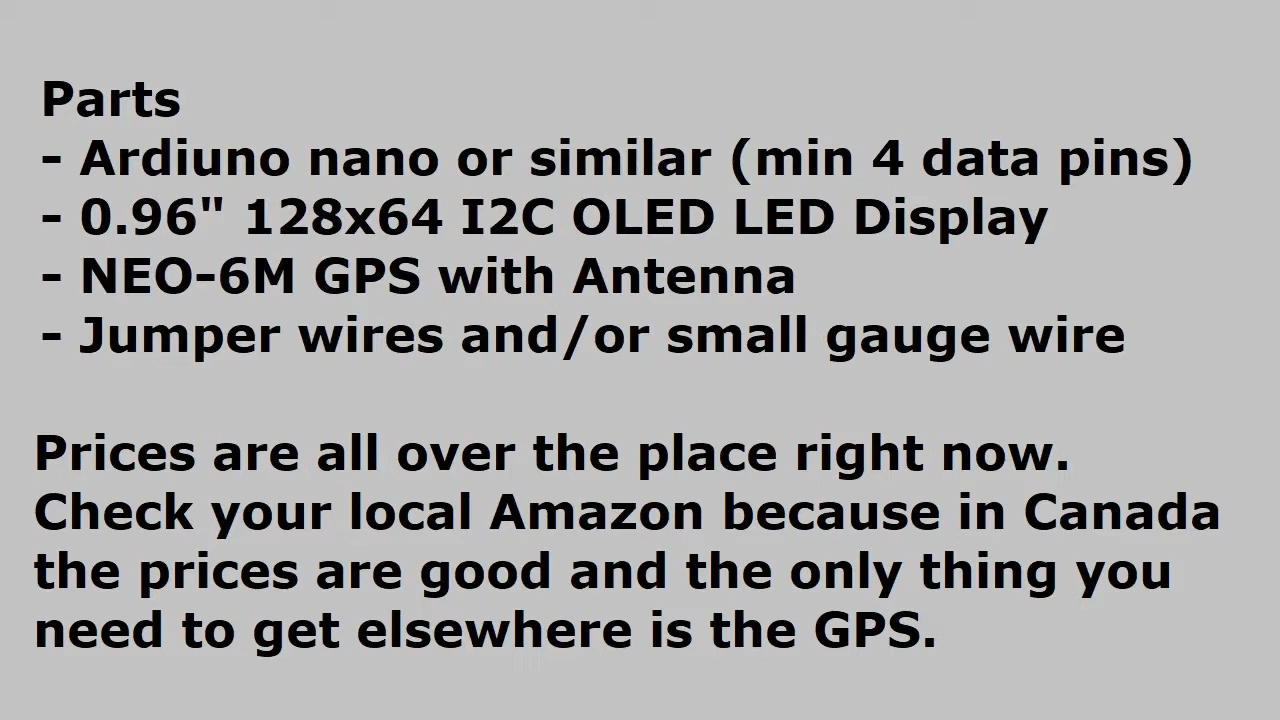 Parts
- Ardiuno nano or similar (min 4 data pins)
- 0.96" 128x64 I2C OLED LED Display
- NEO-6M GPS with Antenna
- Jumper wires and/or small gauge wire
Prices are all over the place right now.
Check your local Amazon because in Canada
the prices are good and the only thing you
need to get elsewhere is the GPS.